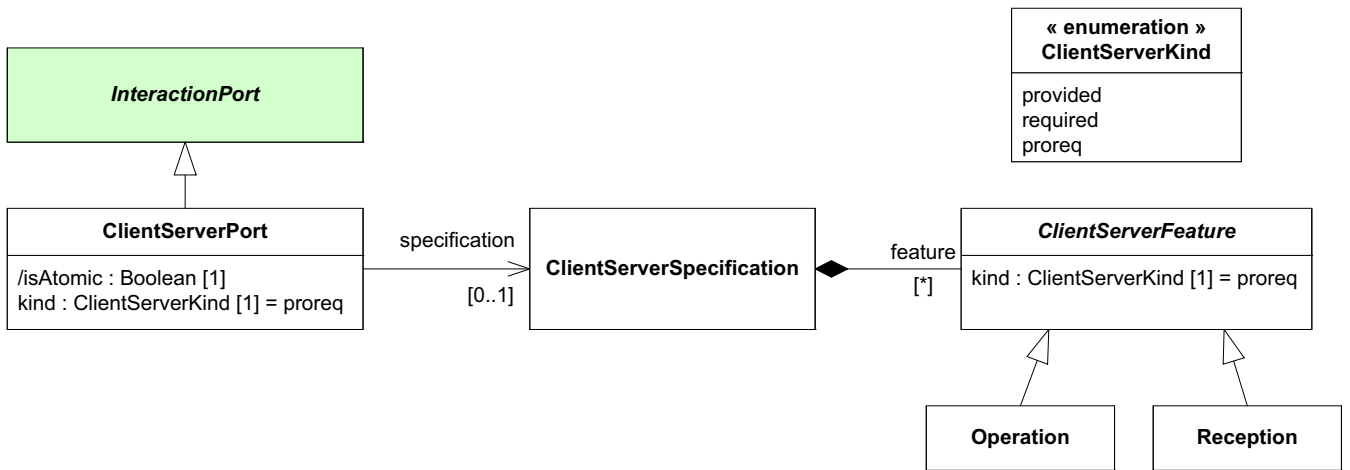 « enumeration »
ClientServerKind
provided
required
proreq
InteractionPort
ClientServerPort
/isAtomic : Boolean [1]
kind : ClientServerKind [1] = proreq
specification
[0..1]
ClientServerSpecification
feature
[*]
ClientServerFeature
kind : ClientServerKind [1] = proreq
Operation
Reception